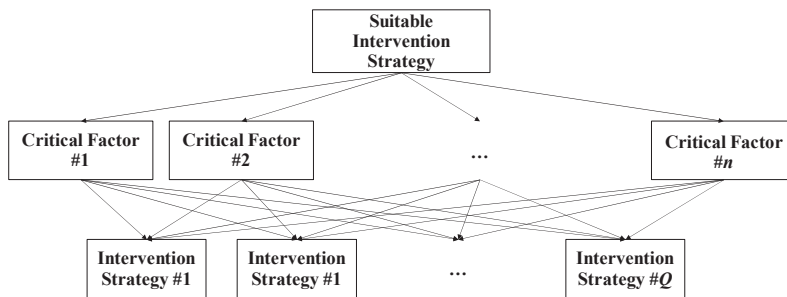 Suitable
Intervention
Strategy
Critical Factor
#1
Critical Factor
#2
...
Critical Factor
#n
Intervention
Strategy #1
Intervention
Strategy #1
...
Intervention
Strategy #Q